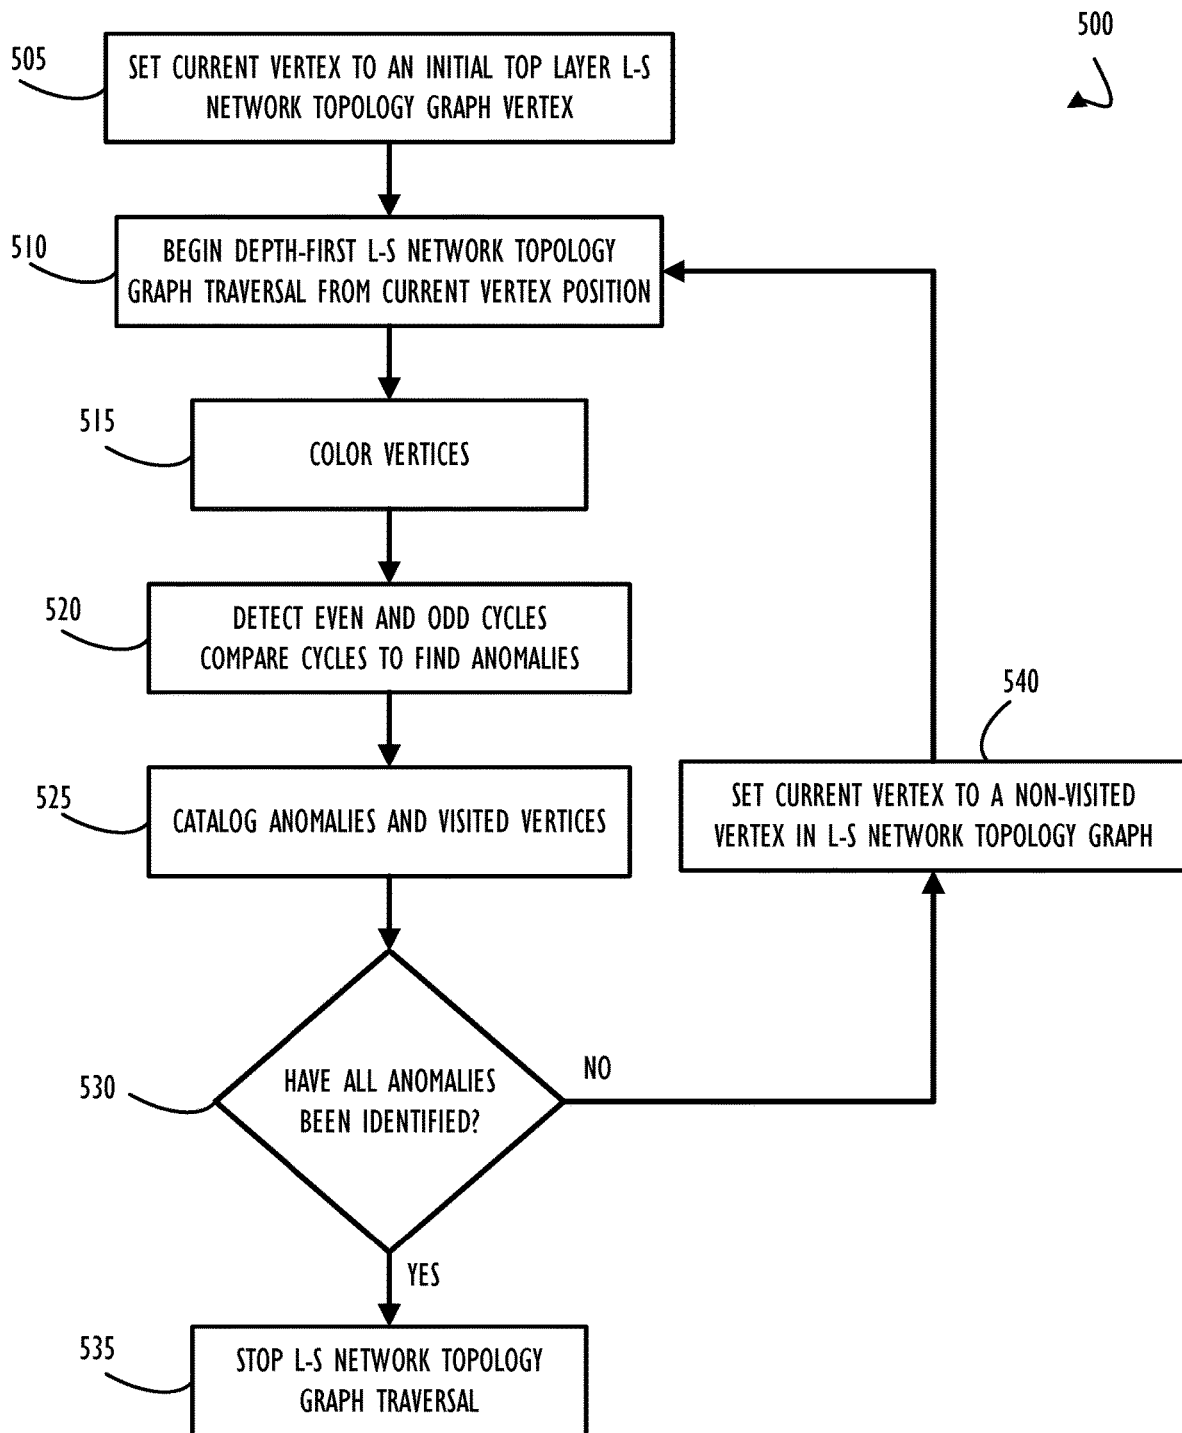 500
505
SET CURRENT VERTEX TO AN INITIAL TOP LAYER L-S
NETWORK TOPOLOGY GRAPH VERTEX
510
BEGIN DEPTH-FIRST L-S NETWORK TOPOLOGY
GRAPH TRAVERSAL FROM CURRENT VERTEX POSITION
515
COLOR VERTICES
520
DETECT EVEN AND ODD CYCLES
COMPARE CYCLES TO FIND ANOMALIES
525
CATALOG ANOMALIES AND VISITED VERTICES
540
SET CURRENT VERTEX TO A NON-VISITED
VERTEX IN L-S NETWORK TOPOLOGY GRAPH
530
HAVE ALL ANOMALIES
BEEN IDENTIFIED?
NO
YES
535
STOP L-S NETWORK TOPOLOGY
GRAPH TRAVERSAL